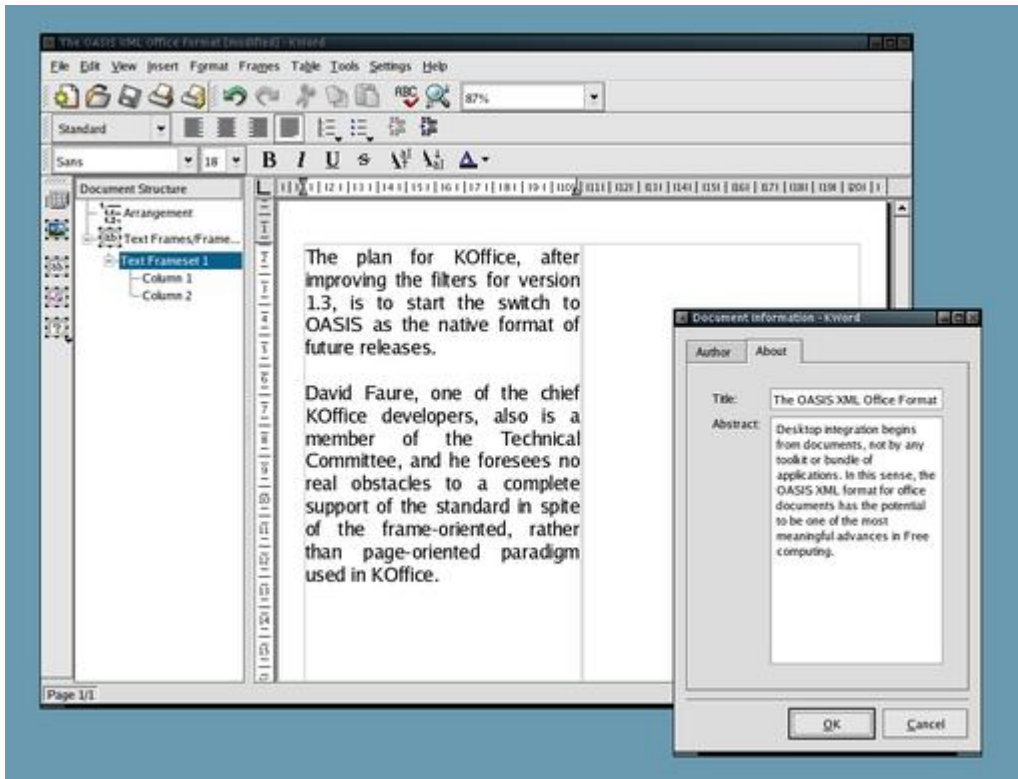 The OASIS XML Office Format [modified] - KWord
File Edit View Insert Format Frames Table Tools Settings Help
ABC 87%
Standard
Sans 18 B I U S A
Document Structure
Arrangement
Text Frames/Frame...
Text Frameset 1
Column 1
Column 2
The plan for KOffice, after
improving the filters for version
1.3, is to start the switch to
OASIS as the native format of
future releases.
David Faure, one of the chief
KOffice developers, also is a
member of the Technical
Committee, and he foresees no
real obstacles to a complete
support of the standard in spite
of the frame-oriented, rather
than page-oriented paradigm
used in KOffice.
Page 1/1
Document Information - KWord
Author About
Title: The OASIS XML Office Format
Abstract: Desktop integration begins
from documents, not by any
toolkit or bundle of
applications. In this sense, the
OASIS XML format for office
documents has the potential
to be one of the most
meaningful advances in Free
computing.
OK Cancel